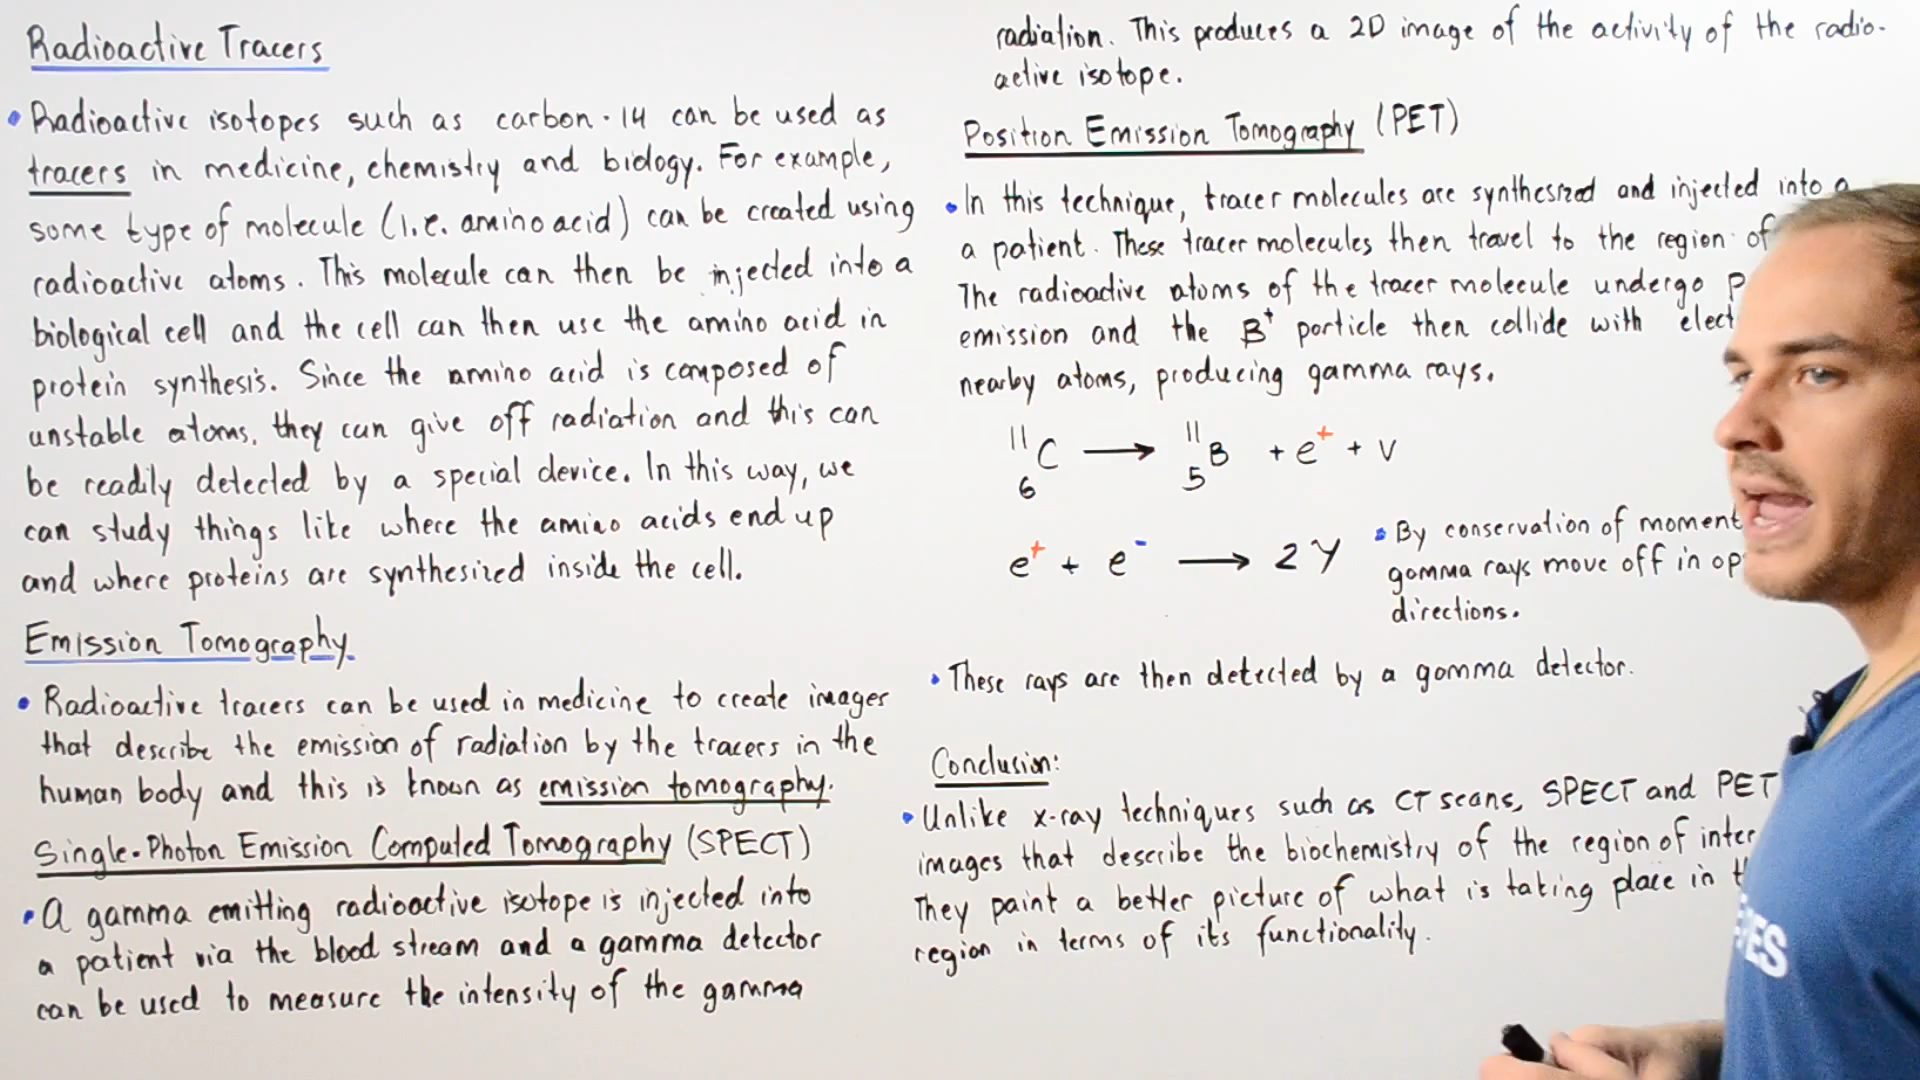 Radioactive Tracers
• Radioactive isotopes such as carbon-14 can be used as
tracers in medicine, chemistry and biology. For example,
some type of molecule (i.e. amino acid) can be created using
radioactive atoms. This molecule can then be injected into a
biological cell and the cell can then use the amino acid in
protein synthesis. Since the amino acid is composed of
unstable atoms, they can give off radiation and this can
be readily detected by a special device. In this way, we
can study things like where the amino acids end up
and where proteins are synthesized inside the cell.
Emission Tomography
• Radioactive tracers can be used in medicine to create images
that describe the emission of radiation by the tracers in the
human body and this is known as emission tomography.
Single-Photon Emission Computed Tomography (SPECT)
• A gamma emitting radioactive isotope is injected into
a patient via the blood stream and a gamma detector
can be used to measure the intensity of the gamma
radiation. This produces a 2D image of the activity of the radio-
active isotope.
Position Emission Tomography (PET)
• In this technique, tracer molecules are synthesized and injected into a
a patient. These tracer molecules then travel to the region of
The radioactive atoms of the tracer molecule undergo
emission and the B⁺ particle then collide with
nearby atoms, producing gamma rays.
¹¹₆C → ¹¹₅B + e⁺ + v
e⁺ + e⁻ → 2γ
• By conservation of
gamma rays move off in
directions.
• These rays are then detected by a gamma detector.
Conclusion:
• Unlike x-ray techniques such as CT scans, SPECT and PET
images that describe the biochemistry of the region of
They paint a better picture of what is taking place in
region in terms of its functionality.